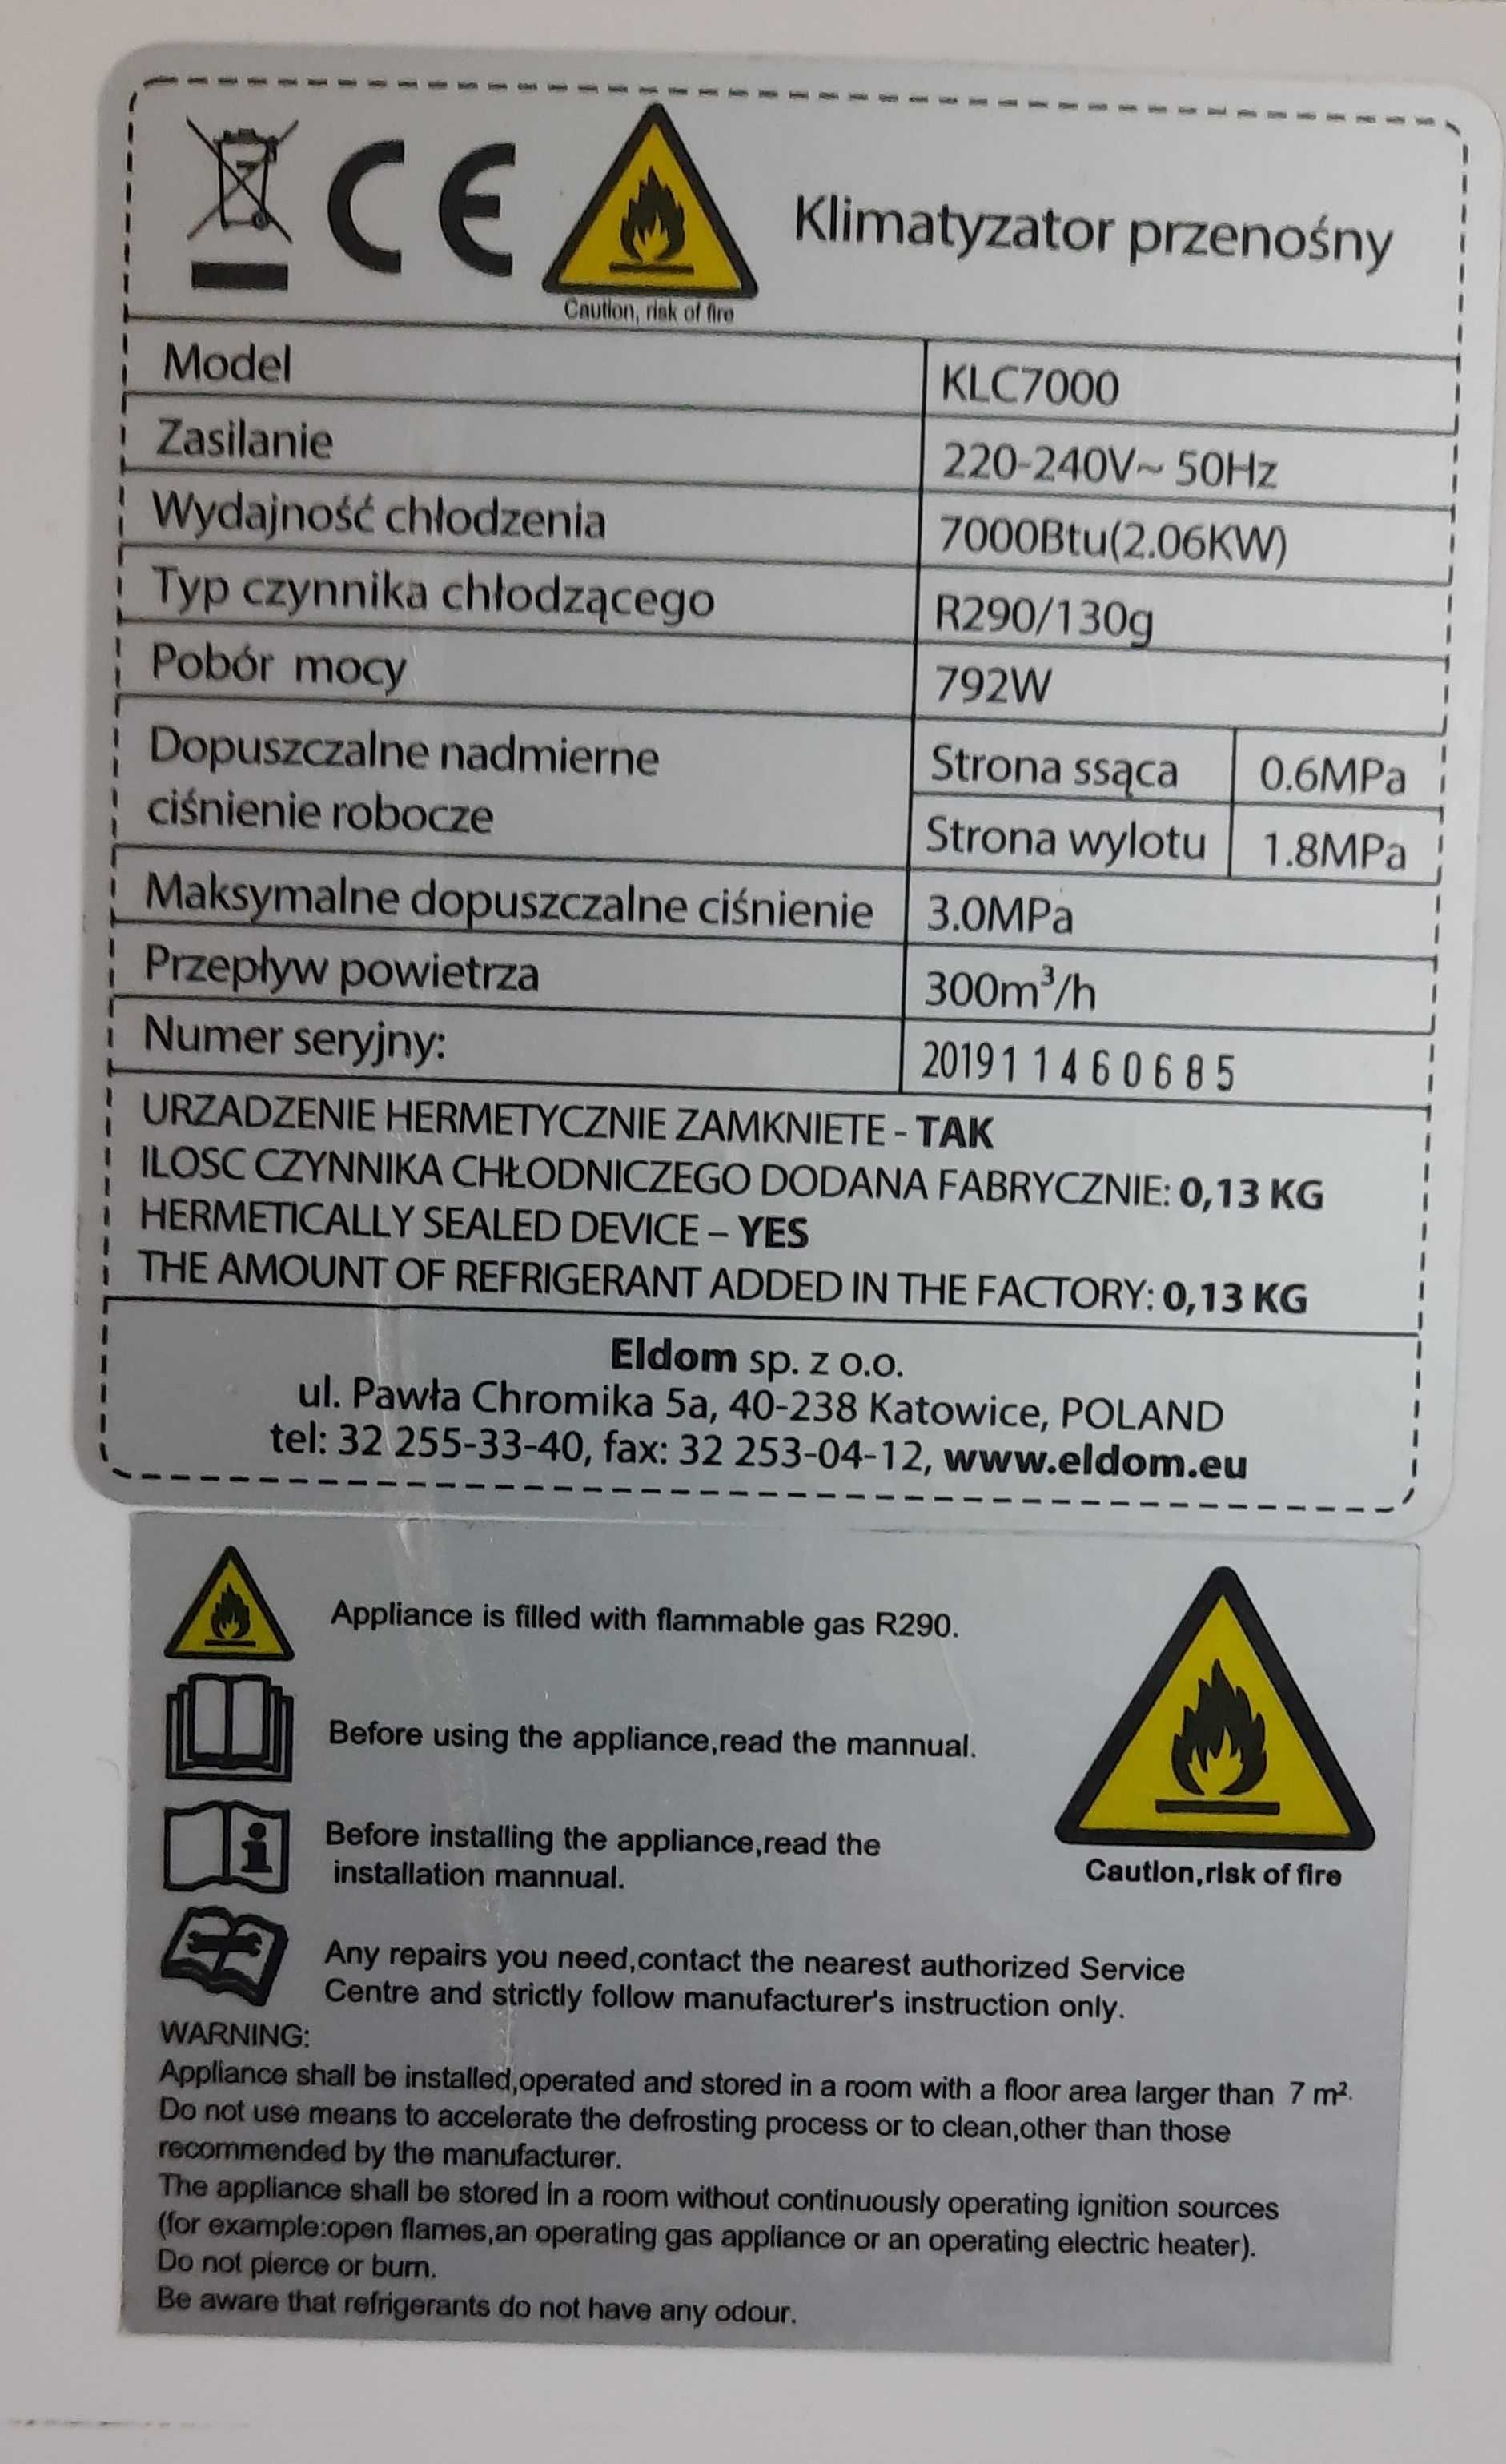 CE
Klimatyzator przenośny
Caution, risk of fire
Model KLC7000
Zasilanie 220-240V~ 50Hz
Wydajność chłodzenia 7000Btu(2.06KW)
Typ czynnika chłodzącego R290/130g
Pobór mocy 792W
Dopuszczalne nadmierne Strona ssąca 0.6MPa
ciśnienie robocze Strona wylotu 1.8MPa
Maksymalne dopuszczalne ciśnienie 3.0MPa
Przepływ powietrza 300m³/h
Numer seryjny: 201911460685
URZADZENIE HERMETYCZNIE ZAMKNIETE - TAK
ILOSC CZYNNIKA CHŁODNICZEGO DODANA FABRYCZNIE: 0,13 KG
HERMETICALLY SEALED DEVICE – YES
THE AMOUNT OF REFRIGERANT ADDED IN THE FACTORY: 0,13 KG
Eldom sp. z o.o.
ul. Pawła Chromika 5a, 40-238 Katowice, POLAND
tel: 32 255-33-40, fax: 32 253-04-12, www.eldom.eu
Appliance is filled with flammable gas R290.
Before using the appliance,read the mannual.
Before installing the appliance,read the
installation mannual.
Caution,risk of fire
Any repairs you need,contact the nearest authorized Service
Centre and strictly follow manufacturer's instruction only.
WARNING:
Appliance shall be installed,operated and stored in a room with a floor area larger than 7 m².
Do not use means to accelerate the defrosting process or to clean,other than those
recommended by the manufacturer.
The appliance shall be stored in a room without continuously operating ignition sources
(for example:open flames,an operating gas appliance or an operating electric heater).
Do not pierce or burn.
Be aware that refrigerants do not have any odour.